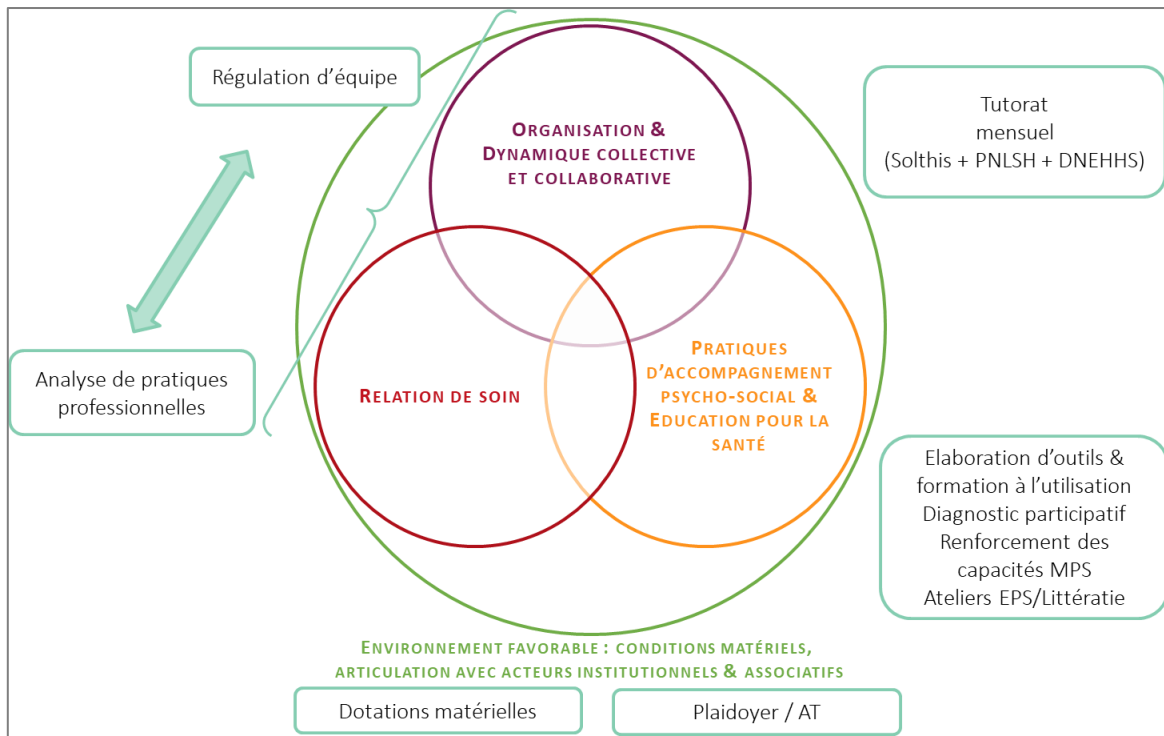 Régulation d’équipe
ORGANISATION &
DYNAMIQUE COLLECTIVE
ET COLLABORATIVE
Tutorat
mensuel
(Solthis + PNLSH + DNEHHS)
Analyse de pratiques
professionnelles
RELATION DE SOIN
PRATIQUES
D’ACCOMPAGNEMENT
PSYCHO-SOCIAL &
EDUCATION POUR LA
SANTÉ
Elaboration d’outils &
formation à l’utilisation
Diagnostic participatif
Renforcement des
capacités MPS
Ateliers EPS/Littératie
ENVIRONNEMENT FAVORABLE : CONDITIONS MATÉRIELS,
ARTICULATION AVEC ACTEURS INSTITUTIONNELS & ASSOCIATIFS
Dotations matérielles
Plaidoyer / AT